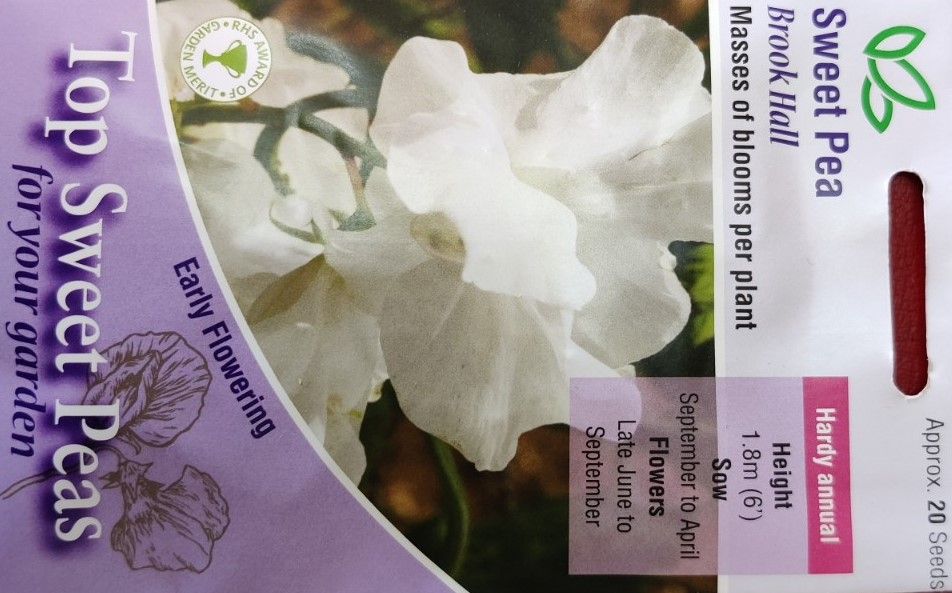 Approx. 20 Seeds
Sweet Pea
Brook Hall
Masses of blooms per plant
Hardy annual
Height
1.8m (6')
Sow
September to April
Flowers
Late June to
September
RHS AWARD OF
GARDEN MERIT
Early Flowering
Top Sweet Peas
for your garden